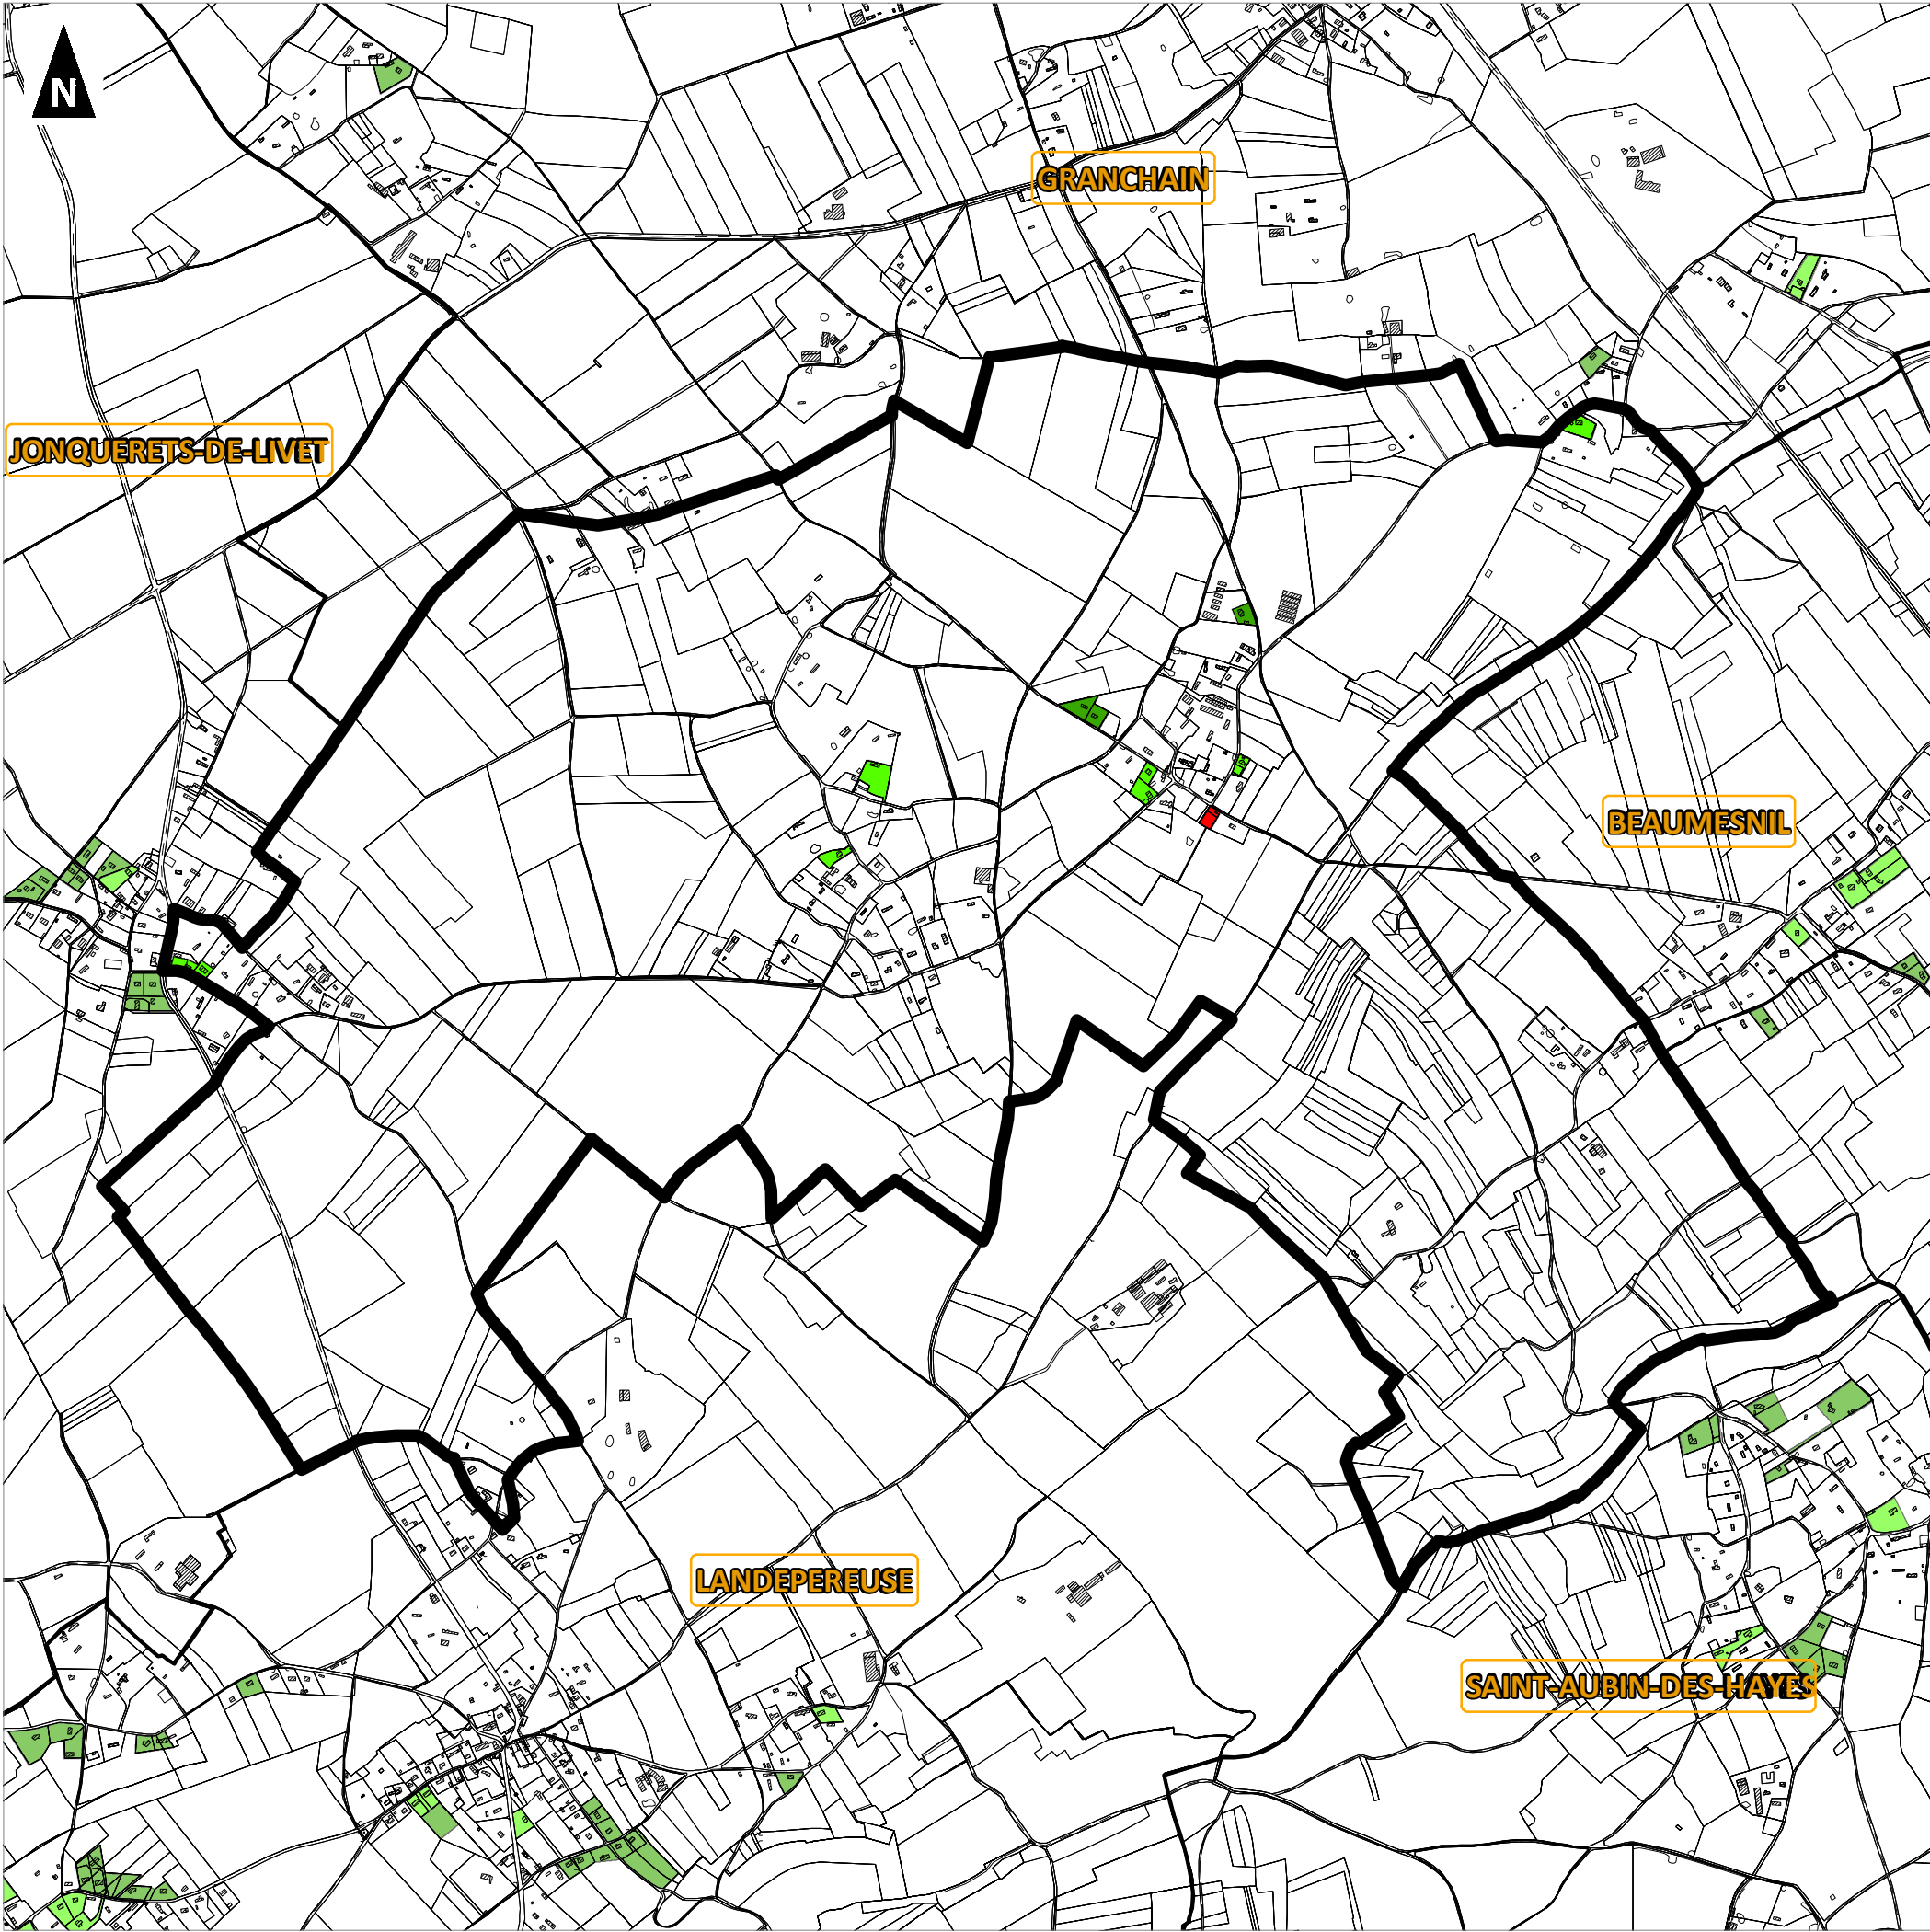 N
GRANCHAIN
JONQUERETS-DE-LIVET
BEAUMESNIL
LANDEPEREUSE
SAINT-AUBIN-DES-HAYES